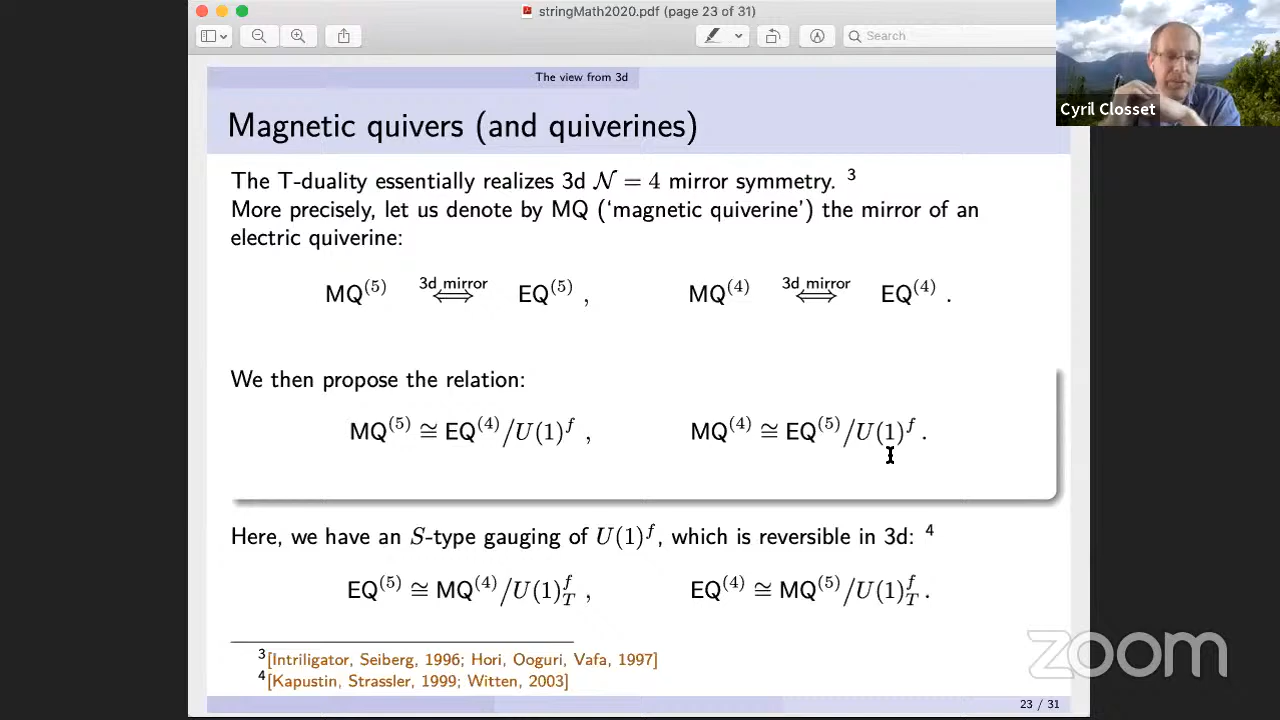 stringMath2020.pdf (page 23 of 31)
Search
Cyril Closset
The view from 3d
Magnetic quivers (and quiverines)
The T-duality essentially realizes 3d 𝒩 = 4 mirror symmetry. ³
More precisely, let us denote by MQ (‘magnetic quiverine’) the mirror of an
electric quiverine:
MQ⁽⁵⁾ 3d mirror ⟺ EQ⁽⁵⁾ , MQ⁽⁴⁾ 3d mirror ⟺ EQ⁽⁴⁾ .
We then propose the relation:
MQ⁽⁵⁾ ≅ EQ⁽⁴⁾/U(1)^f , MQ⁽⁴⁾ ≅ EQ⁽⁵⁾/U(1)^f .
Here, we have an S-type gauging of U(1)^f, which is reversible in 3d: ⁴
EQ⁽⁵⁾ ≅ MQ⁽⁴⁾/U(1)^f_T , EQ⁽⁴⁾ ≅ MQ⁽⁵⁾/U(1)^f_T .
³[Intriligator, Seiberg, 1996; Hori, Ooguri, Vafa, 1997]
⁴[Kapustin, Strassler, 1999; Witten, 2003]
23 / 31
zoom